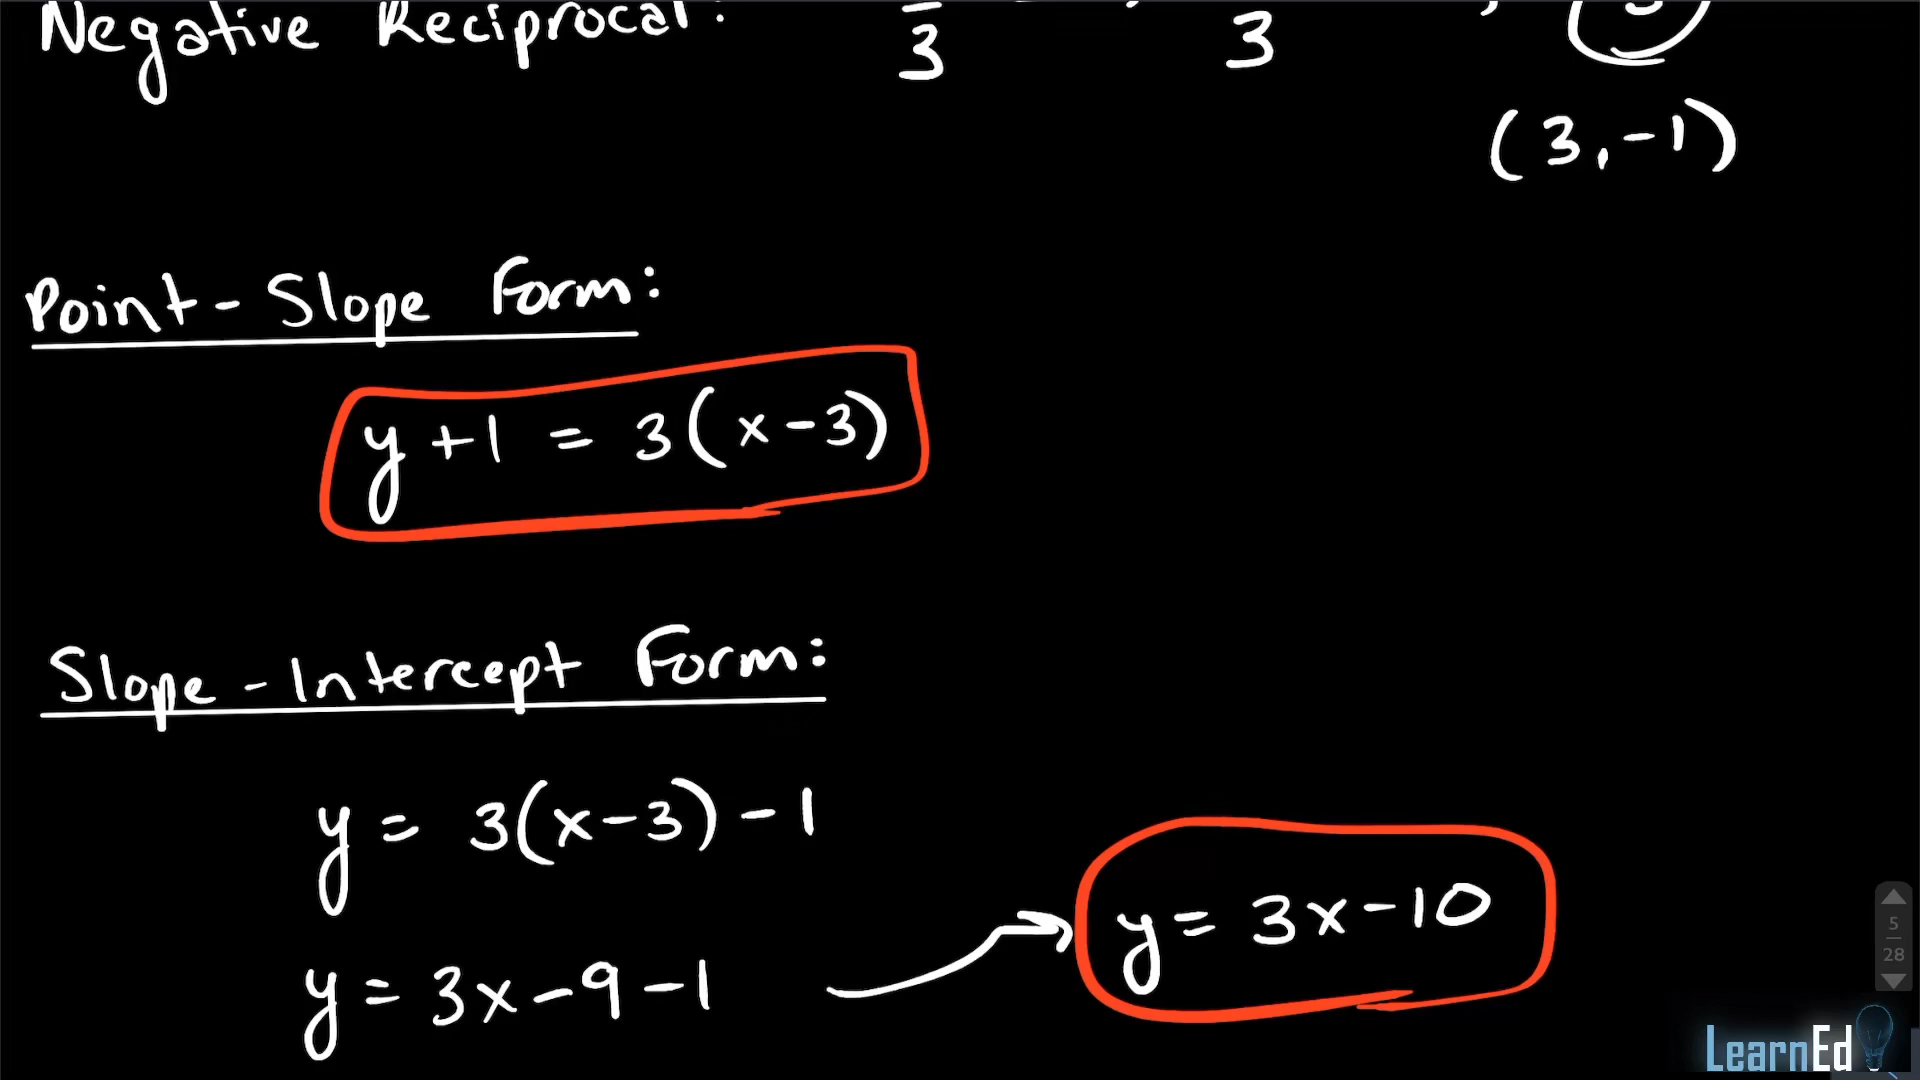 Negative Reciprocal: 3 3
(3, -1)
Point - Slope Form:
y + 1 = 3(x - 3)
Slope - Intercept Form:
y = 3(x - 3) - 1
y = 3x - 10
y = 3x - 9 - 1
5
28
LearnEd